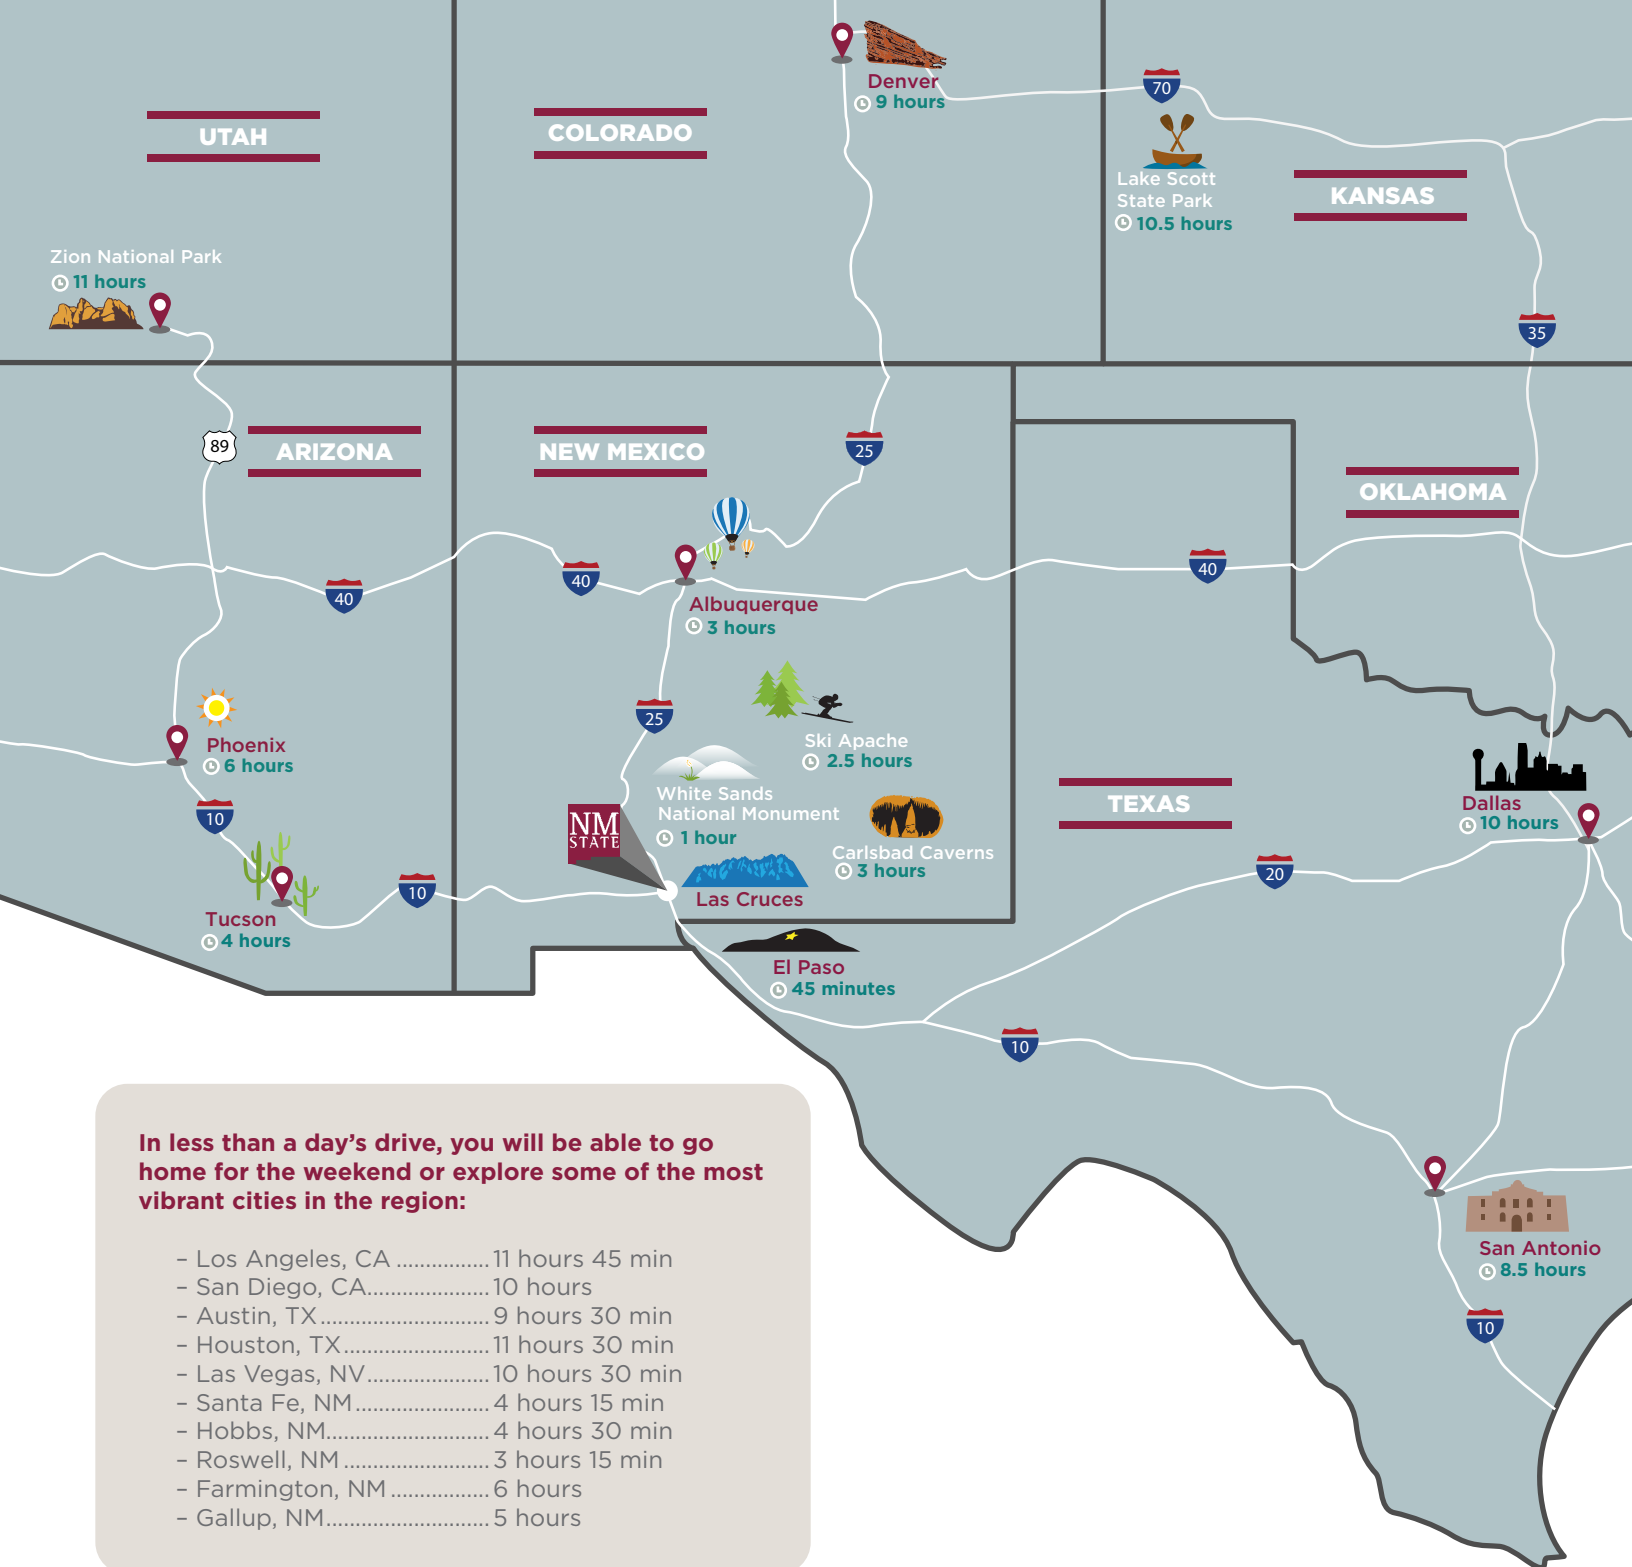 Denver
9 hours
70
UTAH
COLORADO
Lake Scott
State Park
10.5 hours
KANSAS
Zion National Park
11 hours
35
89
ARIZONA
NEW MEXICO
25
OKLAHOMA
40
40
40
Albuquerque
3 hours
25
Ski Apache
2.5 hours
Phoenix
6 hours
10
White Sands
National Monument
1 hour
NM
STATE
Carlsbad Caverns
3 hours
TEXAS
Dallas
10 hours
20
Las Cruces
10
Tucson
4 hours
El Paso
45 minutes
10
San Antonio
8.5 hours
10
In less than a day’s drive, you will be able to go
home for the weekend or explore some of the most
vibrant cities in the region:
– Los Angeles, CA ................ 11 hours 45 min
– San Diego, CA..................... 10 hours
– Austin, TX ............................. 9 hours 30 min
– Houston, TX......................... 11 hours 30 min
– Las Vegas, NV..................... 10 hours 30 min
– Santa Fe, NM....................... 4 hours 15 min
– Hobbs, NM............................ 4 hours 30 min
– Roswell, NM ......................... 3 hours 15 min
– Farmington, NM ................. 6 hours
– Gallup, NM............................ 5 hours